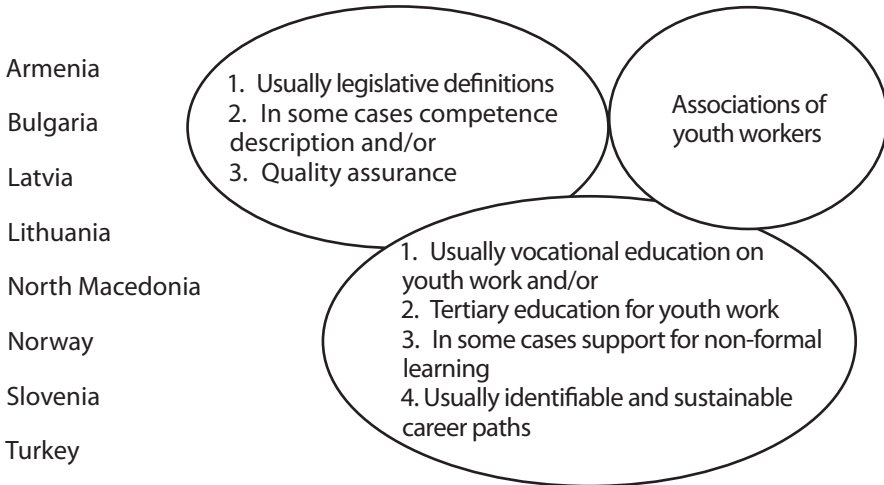 Armenia
Bulgaria
Latvia
Lithuania
North Macedonia
Norway
Slovenia
Turkey
1. Usually legislative definitions
2. In some cases competence
description and/or
3. Quality assurance
Associations of
youth workers
1. Usually vocational education on
youth work and/or
2. Tertiary education for youth work
3. In some cases support for non-formal
learning
4. Usually identifiable and sustainable
career paths